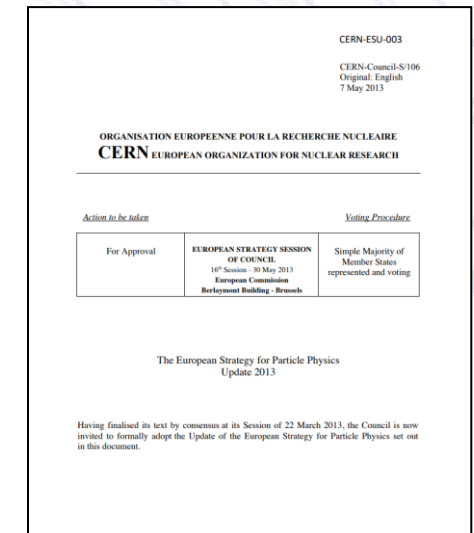 CERN-ESU-003
CERN-Council-S/106
Original: English
7 May 2013
ORGANISATION EUROPEENNE POUR LA RECHERCHE NUCLEAIRE
CERN EUROPEAN ORGANIZATION FOR NUCLEAR RESEARCH
Action to be taken
Voting Procedure
For Approval
EUROPEAN STRATEGY SESSION
OF COUNCIL
16th Session - 30 May 2013
European Commission
Berlaymont Building - Brussels
Simple Majority of
Member States
represented and voting
The European Strategy for Particle Physics
Update 2013
Having finalised its text by consensus at its Session of 22 March 2013, the Council is now
invited to formally adopt the Update of the European Strategy for Particle Physics set out
in this document.